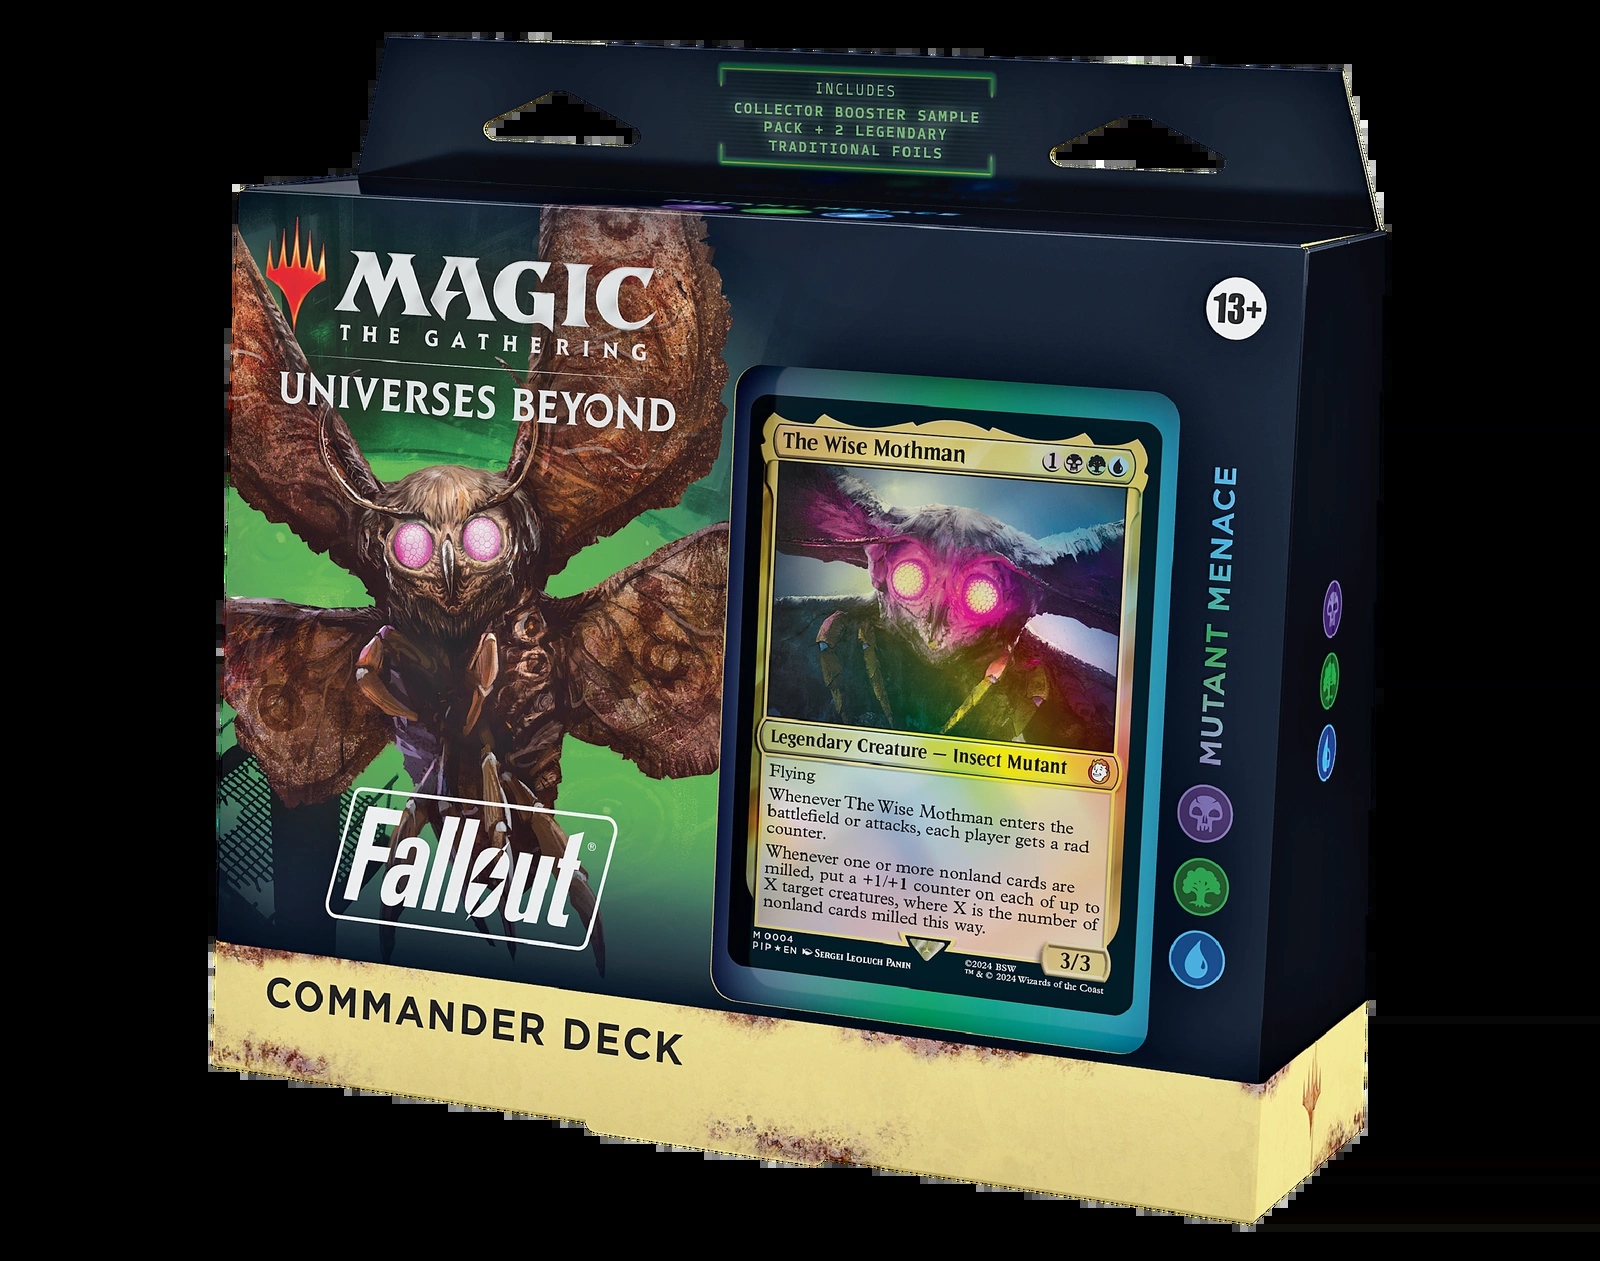 INCLUDES
COLLECTOR BOOSTER SAMPLE
PACK + 2 LEGENDARY
TRADITIONAL FOILS
MAGIC
THE GATHERING
UNIVERSES BEYOND
13+
The Wise Mothman
1
Legendary Creature — Insect Mutant
Flying
Whenever The Wise Mothman enters the
battlefield or attacks, each player gets a rad
counter.
Whenever one or more nonland cards are
milled, put a +1/+1 counter on each of up to
X target creatures, where X is the number of
nonland cards milled this way.
M 0004
PIP★EN Sergei Leoluch Panin
3/3
©2024 BSW
™ & © 2024 Wizards of the Coast
MUTANT MENACE
Fallout®
COMMANDER DECK